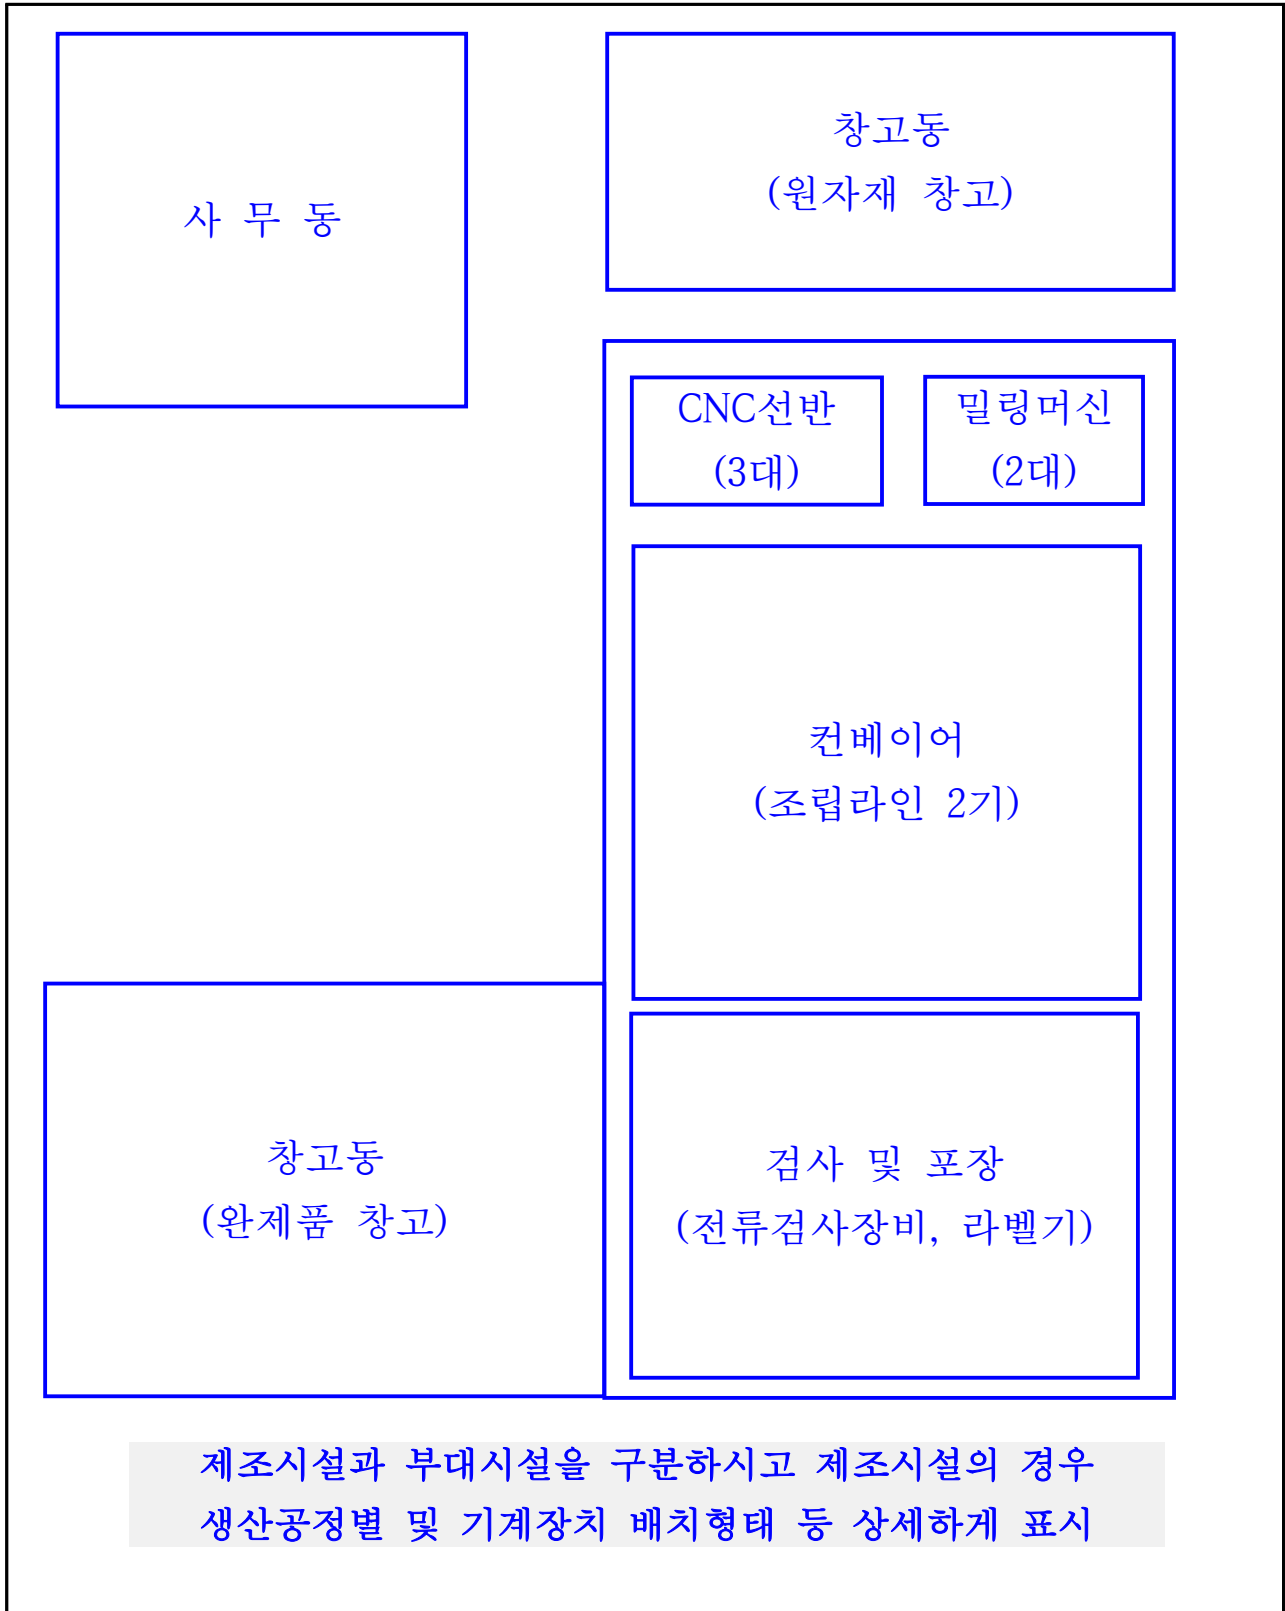 사 무 동
창고동
(원자재 창고)
CNC선반
(3대)
밀링머신
(2대)
컨베이어
(조립라인 2기)
창고동
(완제품 창고)
검사 및 포장
(전류검사장비, 라벨기)
제조시설과 부대시설을 구분하시고 제조시설의 경우
생산공정별 및 기계장치 배치형태 등 상세하게 표시